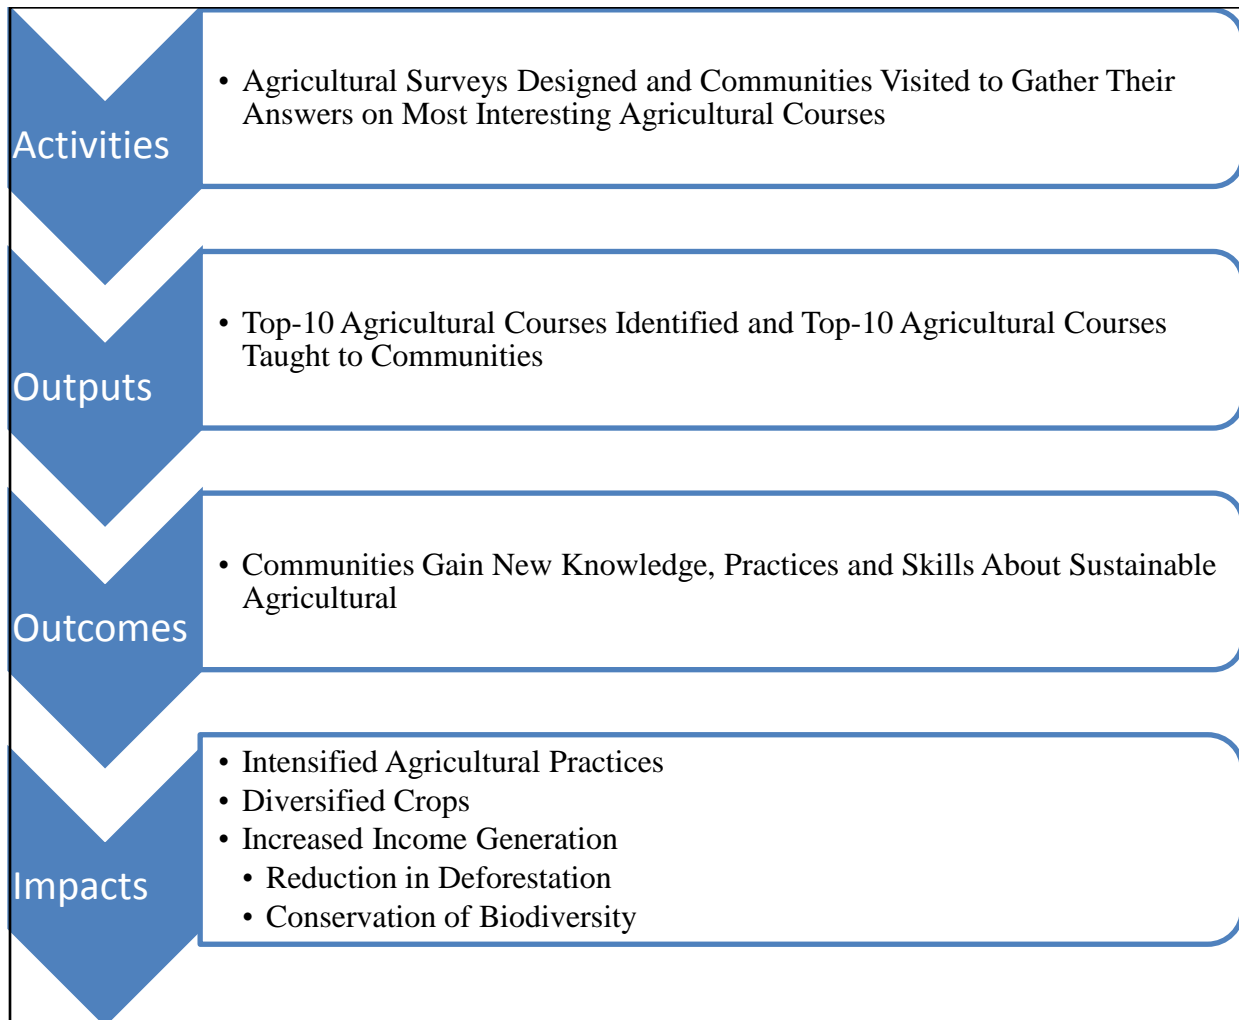 Activities
• Agricultural Surveys Designed and Communities Visited to Gather Their
Answers on Most Interesting Agricultural Courses
Outputs
• Top-10 Agricultural Courses Identified and Top-10 Agricultural Courses
Taught to Communities
Outcomes
• Communities Gain New Knowledge, Practices and Skills About Sustainable
Agricultural
Impacts
• Intensified Agricultural Practices
• Diversified Crops
• Increased Income Generation
• Reduction in Deforestation
• Conservation of Biodiversity